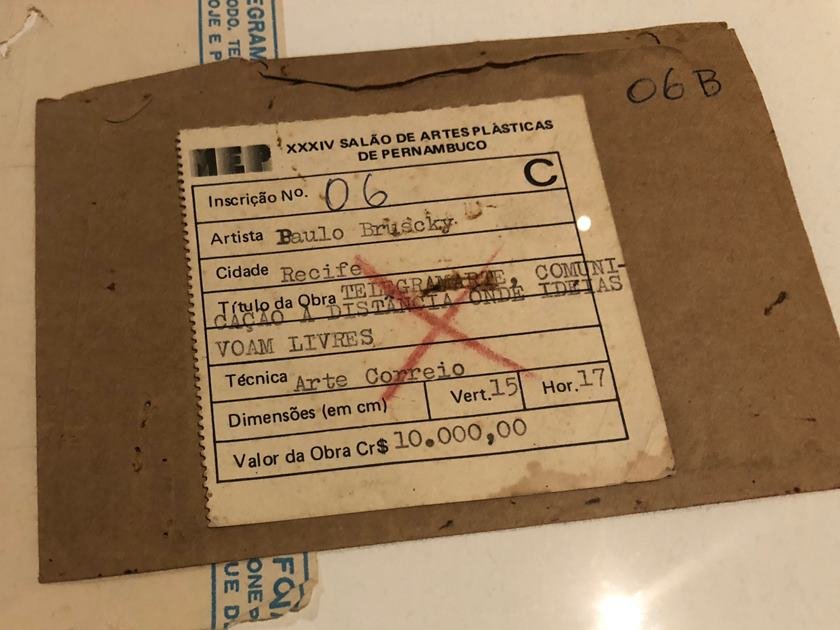 06B
MEP XXXIV SALÃO DE ARTES PLÁSTICAS
DE PERNAMBUCO
C
Inscrição No. 06
Artista Paulo Bruscky
Cidade Recife
Título da Obra TELEGRAMARTE, COMUNI-
CAÇÃO A DISTÂNCIA ONDE IDEIAS
VOAM LIVRES
Técnica Arte Correio
Dimensões (em cm) Vert. 15 Hor. 17
Valor da Obra Cr$ 10.000,00